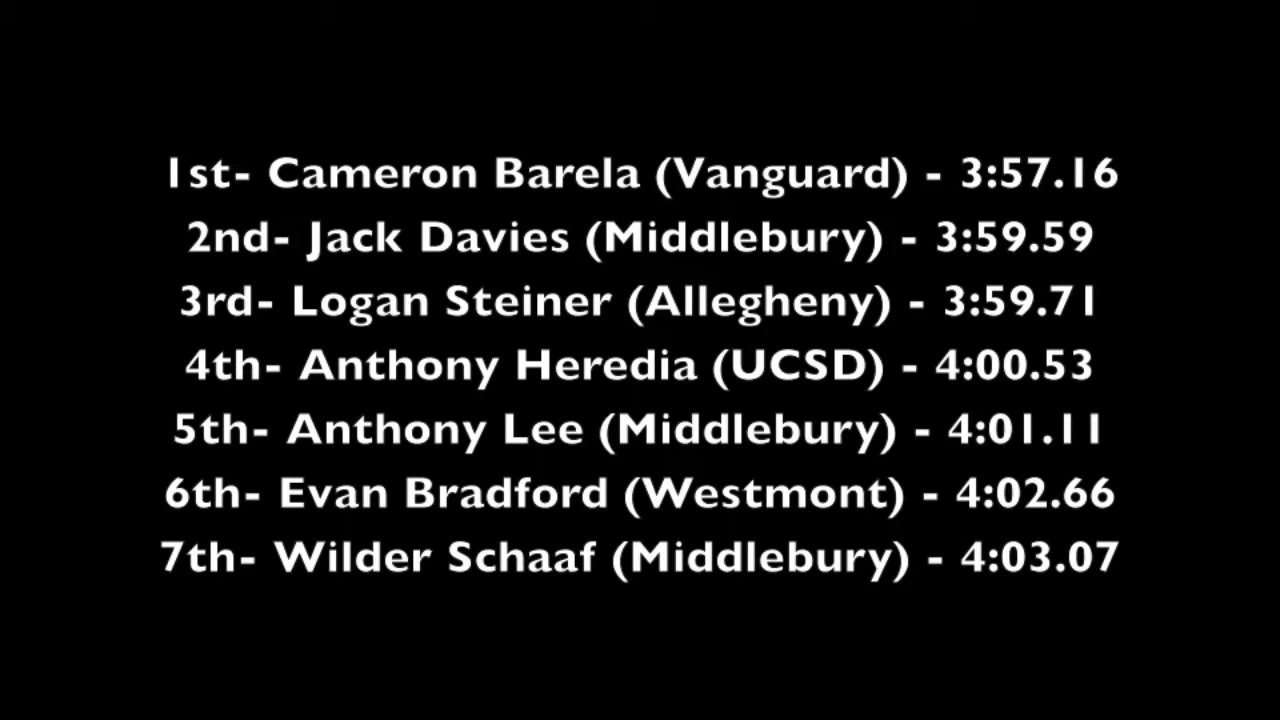 1st- Cameron Barela (Vanguard) - 3:57.16
2nd- Jack Davies (Middlebury) - 3:59.59
3rd- Logan Steiner (Allegheny) - 3:59.71
4th- Anthony Heredia (UCSD) - 4:00.53
5th- Anthony Lee (Middlebury) - 4:01.11
6th- Evan Bradford (Westmont) - 4:02.66
7th- Wilder Schaaf (Middlebury) - 4:03.07